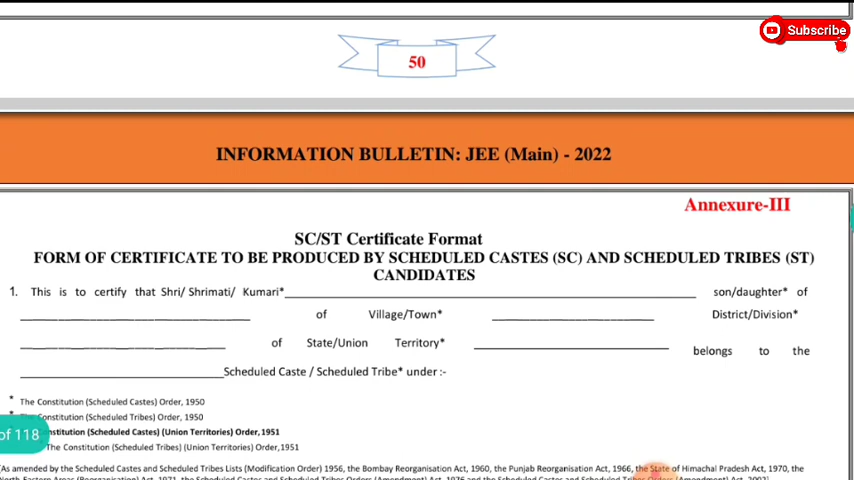 Subscribe
50
INFORMATION BULLETIN: JEE (Main) - 2022
Annexure-III
SC/ST Certificate Format
FORM OF CERTIFICATE TO BE PRODUCED BY SCHEDULED CASTES (SC) AND SCHEDULED TRIBES (ST)
CANDIDATES
1. This is to certify that Shri/ Shrimati/ Kumari* son/daughter* of
of Village/Town* District/Division*
of State/Union Territory* belongs to the
Scheduled Caste / Scheduled Tribe* under :-
* The Constitution (Scheduled Castes) Order, 1950
* Constitution (Scheduled Tribes) Order, 1950
(Scheduled Castes) (Union Territories) Order, 1951
of 118
The Constitution (Scheduled Tribes) (Union Territories) Order, 1951
[As amended by the Scheduled Castes and Scheduled Tribes Lists (Modification Order) 1956, the Bombay Reorganisation Act, 1960, the Punjab Reorganisation Act, 1966, the State of Himachal Pradesh Act, 1970, the